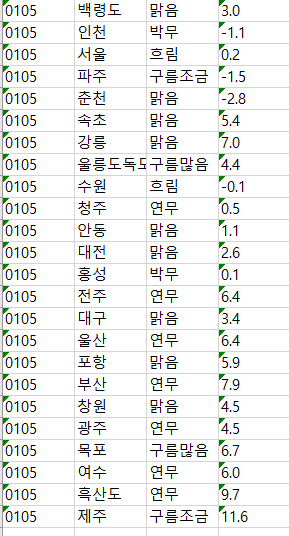 0105 백령도 맑음 3.0
0105 인천 박무 -1.1
0105 서울 흐림 0.2
0105 파주 구름조금 -1.5
0105 춘천 맑음 -2.8
0105 속초 맑음 5.4
0105 강릉 맑음 7.0
0105 울릉도독도 구름많음 4.4
0105 수원 흐림 -0.1
0105 청주 연무 0.5
0105 안동 맑음 1.1
0105 대전 맑음 2.6
0105 홍성 박무 0.1
0105 전주 연무 6.4
0105 대구 맑음 3.4
0105 울산 연무 6.4
0105 포항 맑음 5.9
0105 부산 연무 7.9
0105 창원 맑음 4.5
0105 광주 연무 4.5
0105 목포 구름많음 6.7
0105 여수 연무 6.0
0105 흑산도 연무 9.7
0105 제주 구름조금 11.6